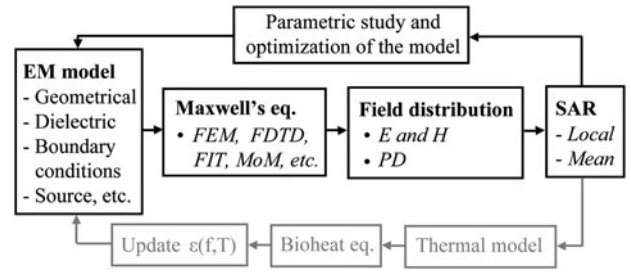 Parametric study and
optimization of the model
EM model
- Geometrical
- Dielectric
- Boundary
conditions
- Source, etc.
Maxwell's eq.
• FEM, FDTD,
FIT, MoM, etc.
Field distribution
• E and H
• PD
SAR
- Local
- Mean
Update ε(f,T)
Bioheat eq.
Thermal model